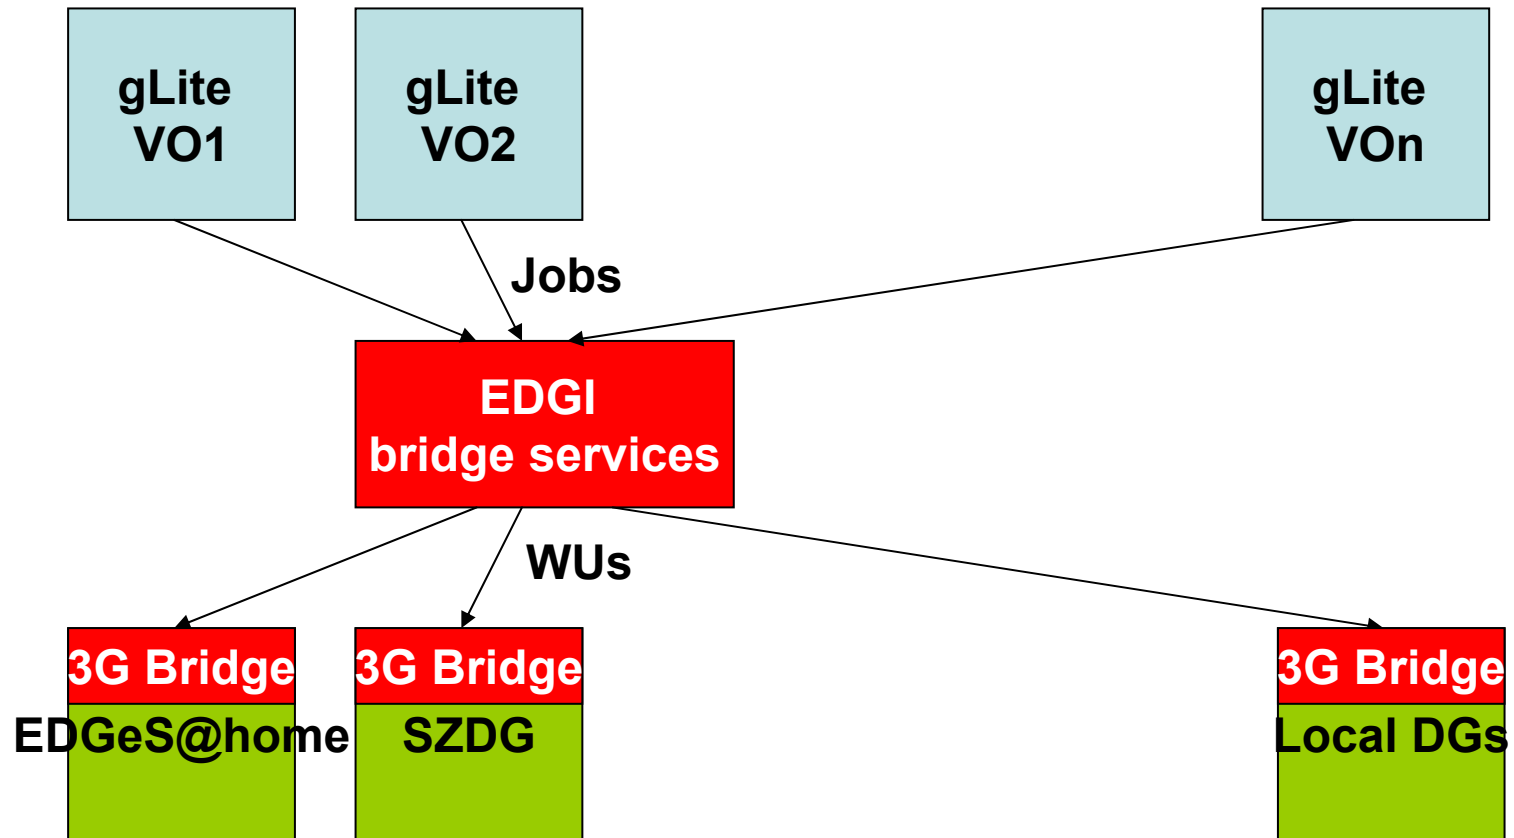 gLite
VO1
gLite
VO2
gLite
VOn
Jobs
EDGI
bridge services
WUs
3G Bridge
3G Bridge
3G Bridge
EDGeS@home
SZDG
Local DGs